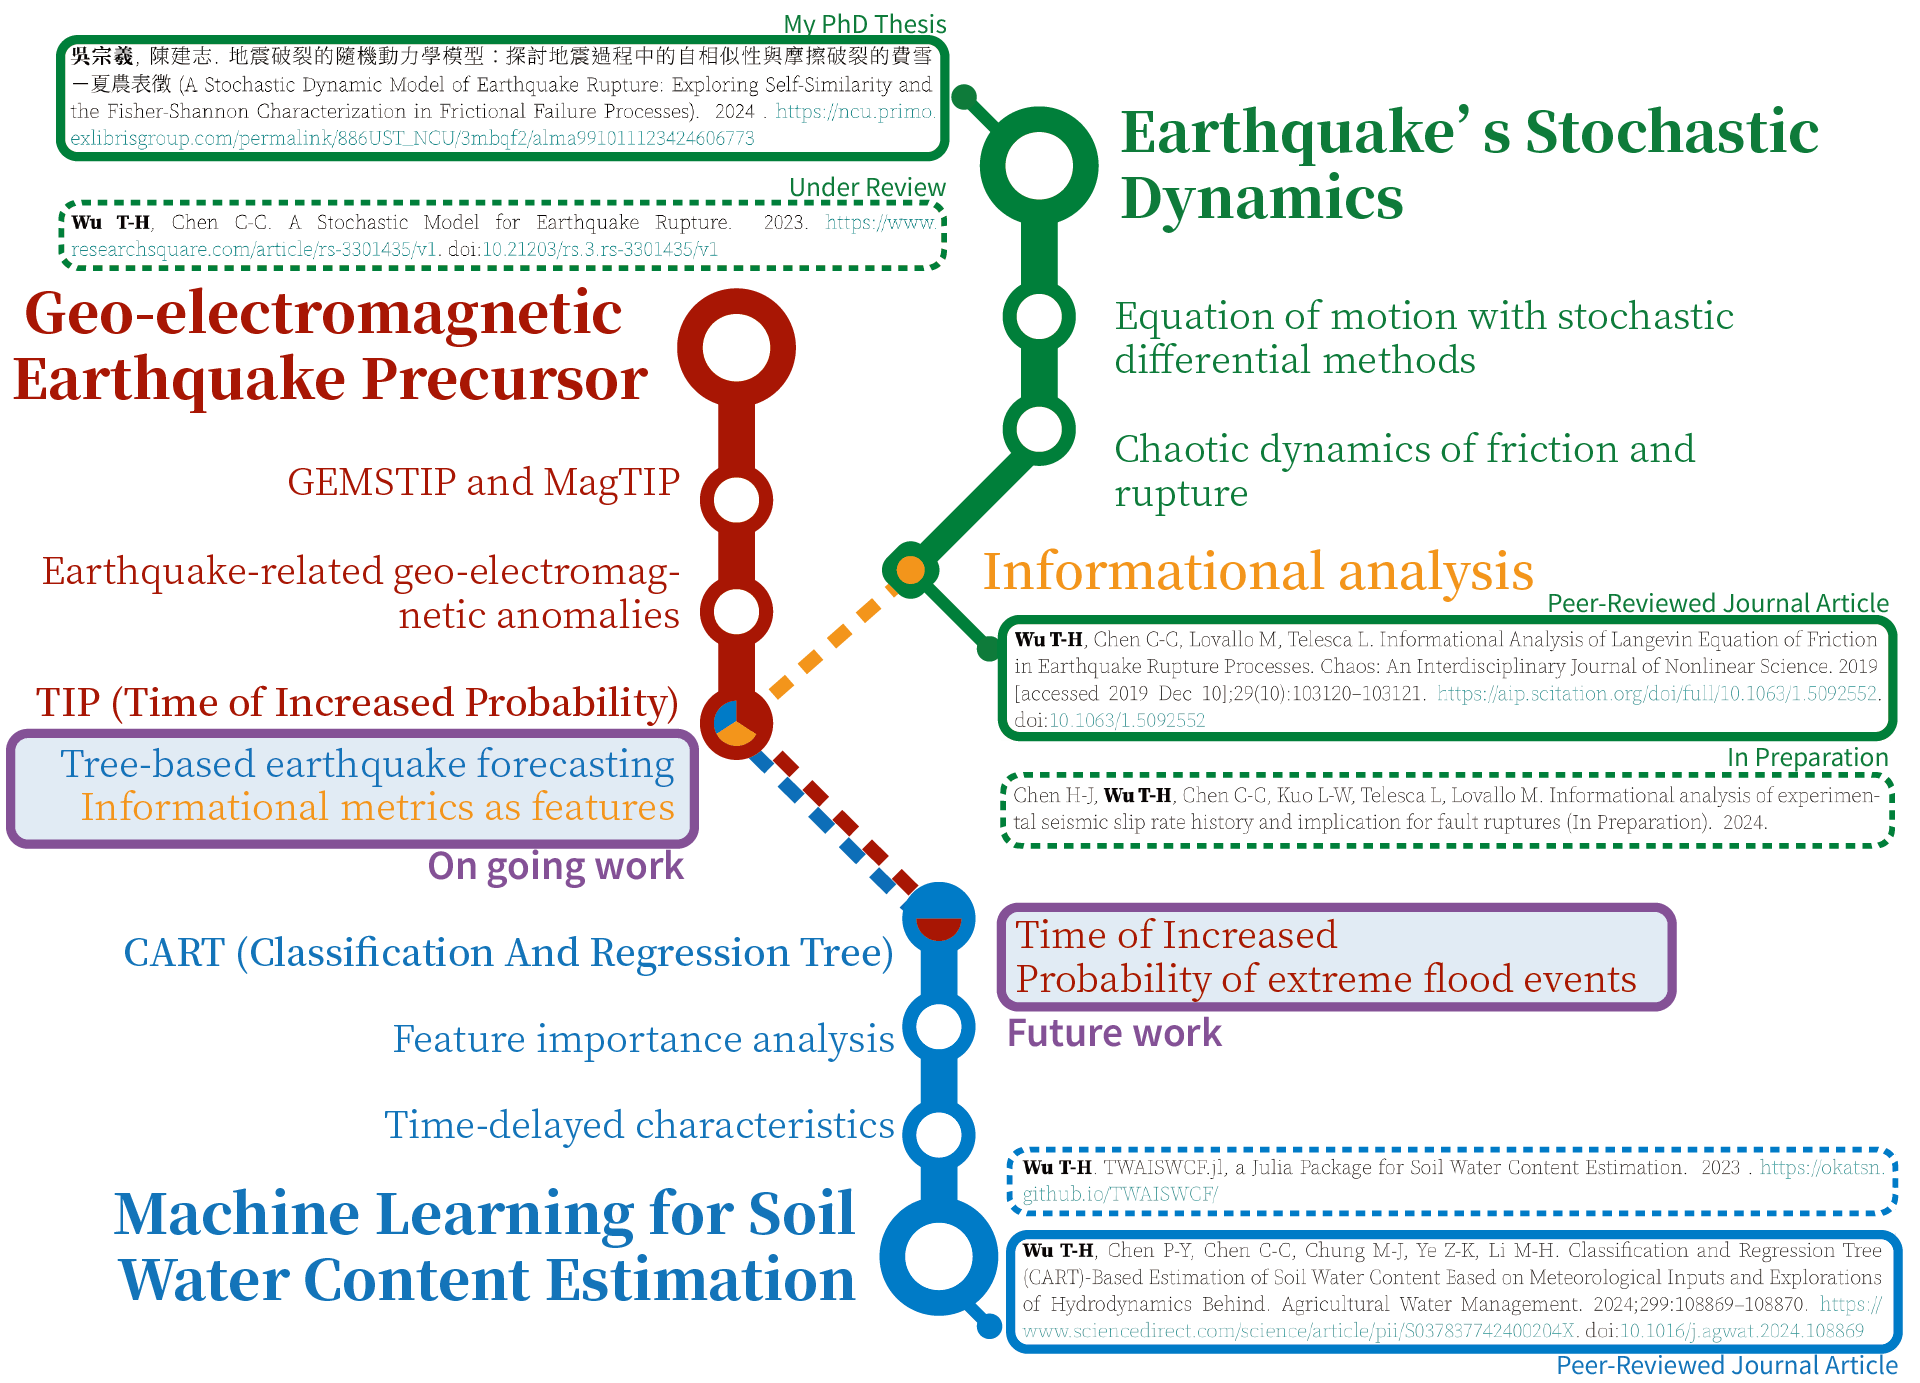 My PhD Thesis
吳宗羲, 陳建志. 地震破裂的隨機動力學模型：探討地震過程中的自相似性與摩擦破裂的費雪
－夏農表徵 (A Stochastic Dynamic Model of Earthquake Rupture: Exploring Self-Similarity and
the Fisher-Shannon Characterization in Frictional Failure Processes). 2024 . https://ncu.primo.
exlibrisgroup.com/permalink/886UST_NCU/3mbqf2/alma991011123424606773
Under Review
Wu T-H, Chen C-C. A Stochastic Model for Earthquake Rupture. 2023. https://www.
researchsquare.com/article/rs-3301435/v1. doi:10.21203/rs.3.rs-3301435/v1
Earthquake’s Stochastic
Dynamics
Equation of motion with stochastic
differential methods
Chaotic dynamics of friction and
rupture
Geo-electromagnetic
Earthquake Precursor
GEMSTIP and MagTIP
Earthquake-related geo-electromag-
netic anomalies
TIP (Time of Increased Probability)
Tree-based earthquake forecasting
Informational metrics as features
On going work
Informational analysis
Peer-Reviewed Journal Article
Wu T-H, Chen C-C, Lovallo M, Telesca L. Informational Analysis of Langevin Equation of Friction
in Earthquake Rupture Processes. Chaos: An Interdisciplinary Journal of Nonlinear Science. 2019
[accessed 2019 Dec 10];29(10):103120–103121. https://aip.scitation.org/doi/full/10.1063/1.5092552.
doi:10.1063/1.5092552
In Preparation
Chen H-J, Wu T-H, Chen C-C, Kuo L-W, Telesca L, Lovallo M. Informational analysis of experimen-
tal seismic slip rate history and implication for fault ruptures (In Preparation). 2024.
CART (Classification And Regression Tree)
Feature importance analysis
Time-delayed characteristics
Machine Learning for Soil
Water Content Estimation
Time of Increased
Probability of extreme flood events
Future work
Wu T-H. TWAISWCF.jl, a Julia Package for Soil Water Content Estimation. 2023 . https://okatsn.
github.io/TWAISWCF/
Wu T-H, Chen P-Y, Chen C-C, Chung M-J, Ye Z-K, Li M-H. Classification and Regression Tree
(CART)-Based Estimation of Soil Water Content Based on Meteorological Inputs and Explorations
of Hydrodynamics Behind. Agricultural Water Management. 2024;299:108869–108870. https://
www.sciencedirect.com/science/article/pii/S037837742400204X. doi:10.1016/j.agwat.2024.108869
Peer-Reviewed Journal Article